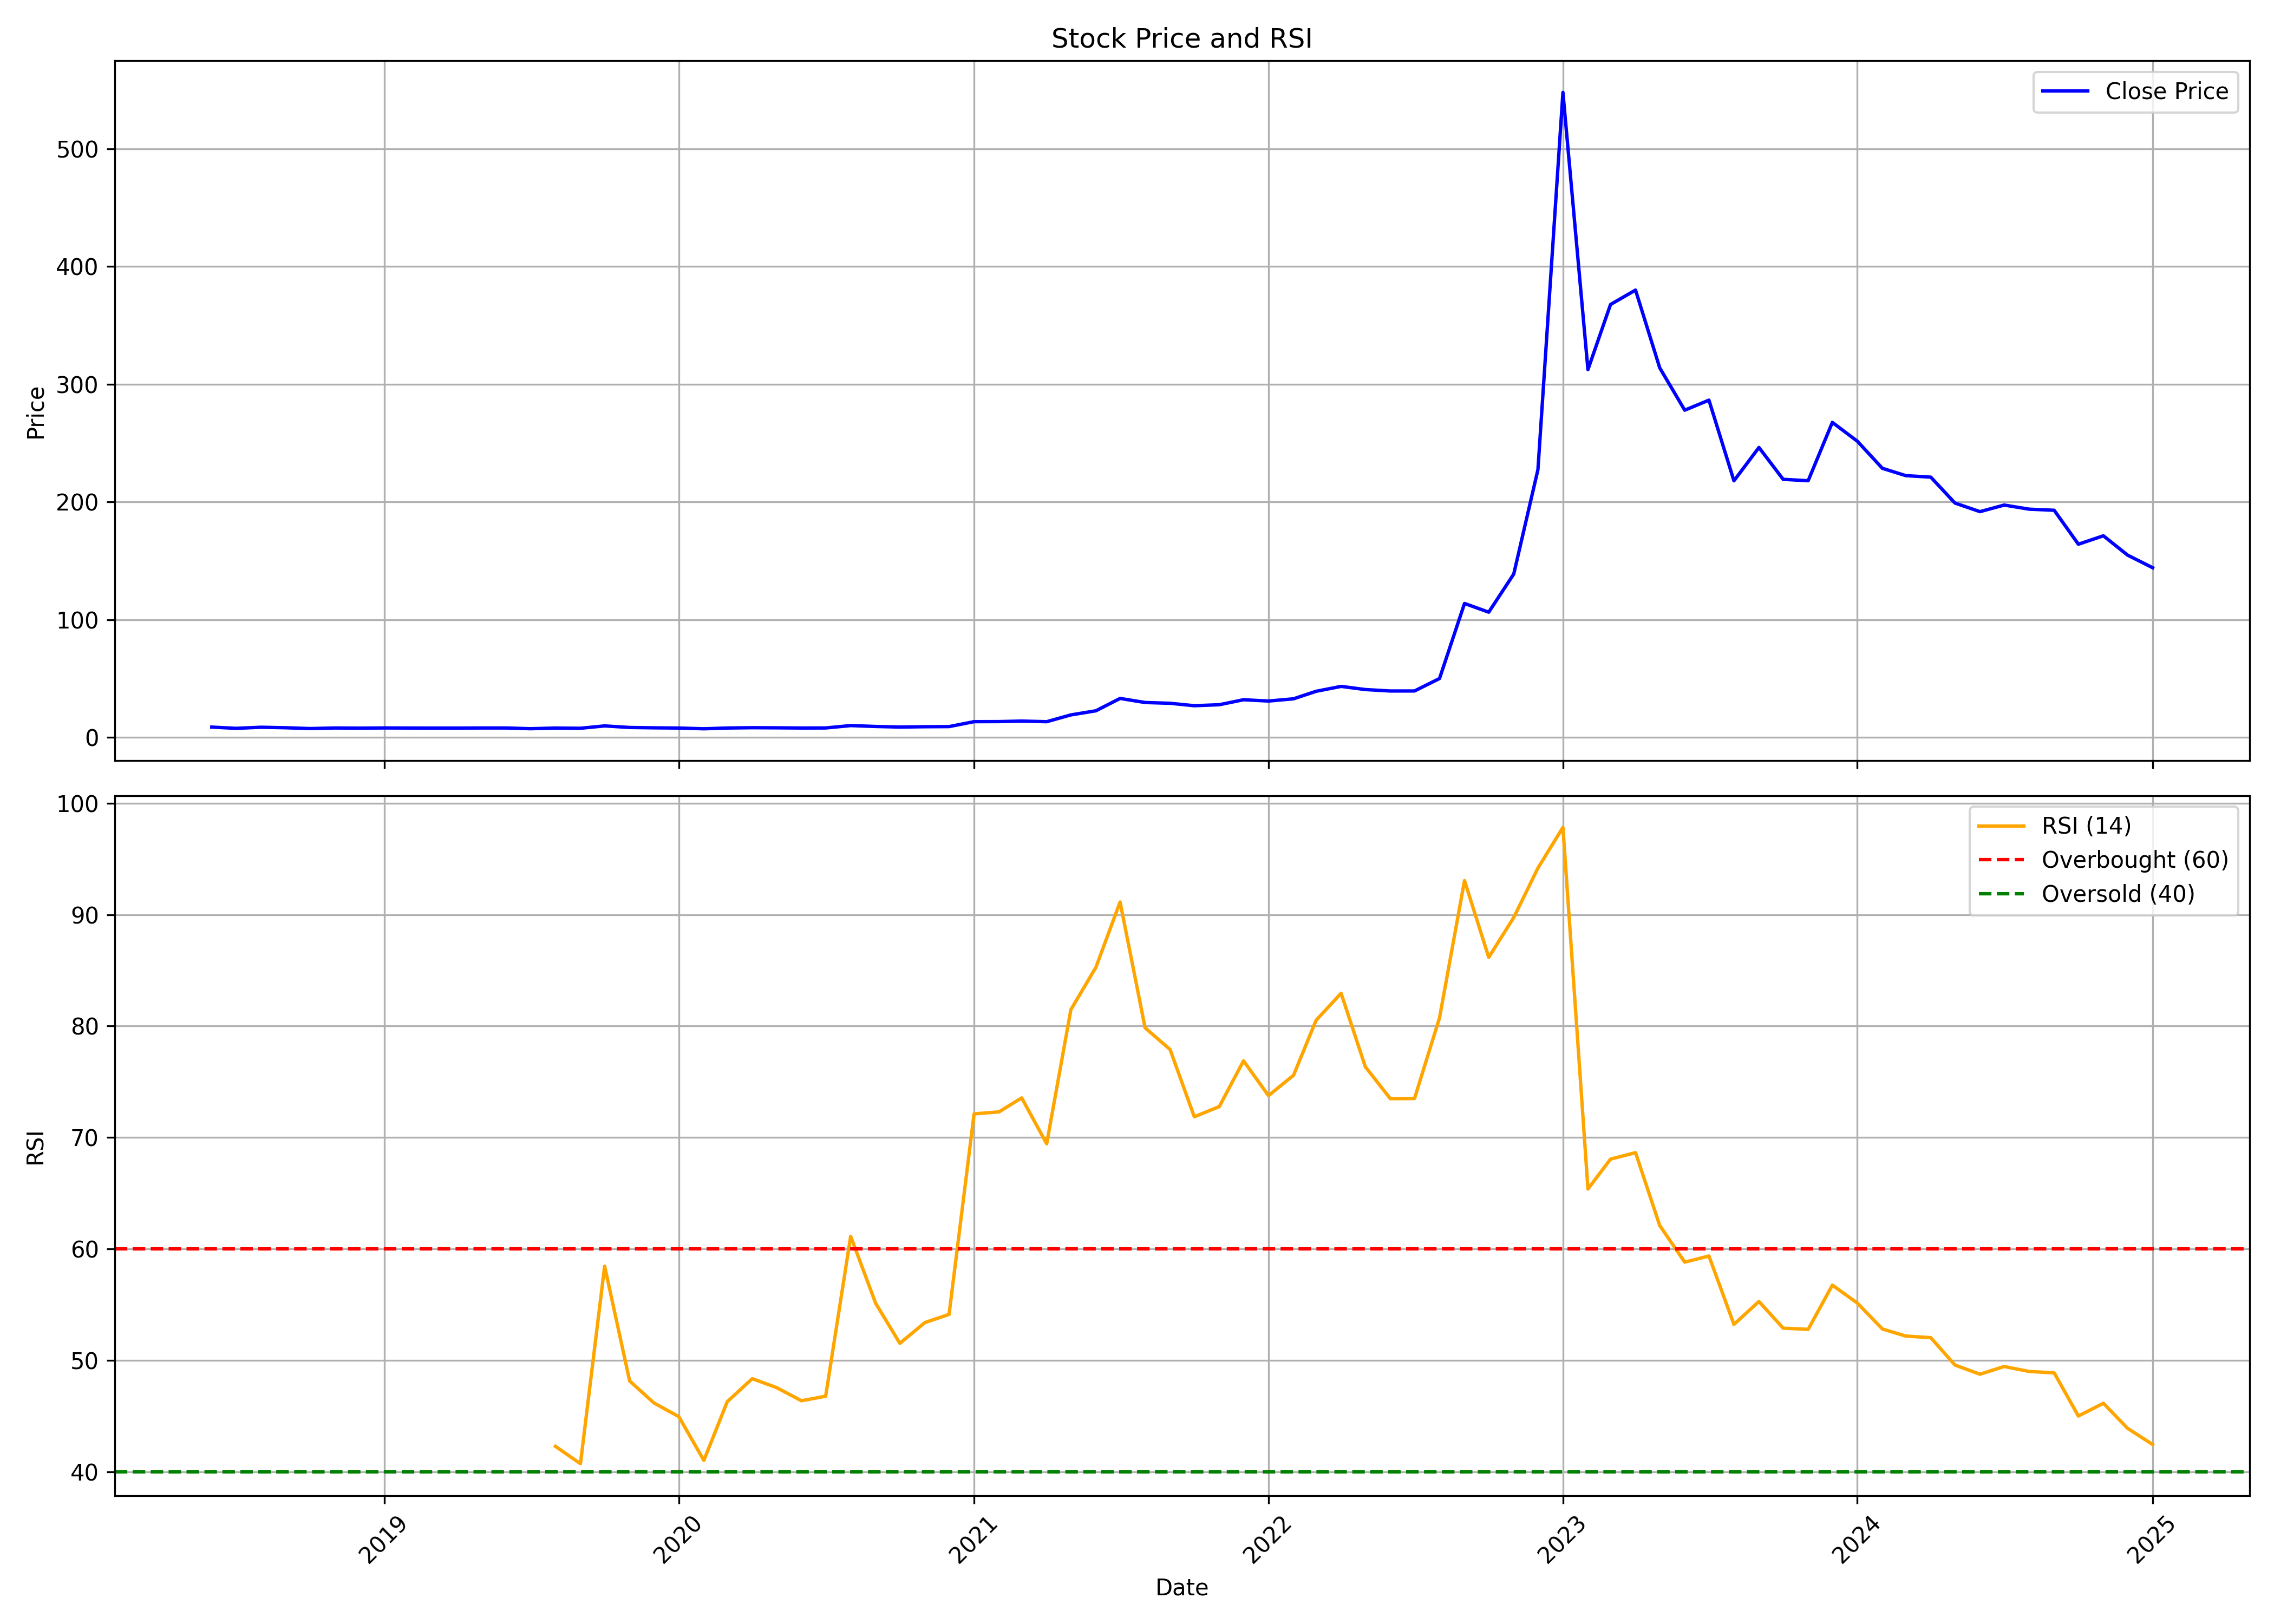 Stock Price and RSI
Close Price
Price
500
400
300
200
100
0
RSI (14)
Overbought (60)
Oversold (40)
RSI
100
90
80
70
60
50
40
2019
2020
2021
2022
2023
2024
2025
Date